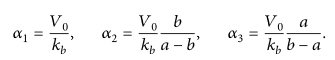 α₁ = V₀/k_b,   α₂ = V₀/k_b b/(a − b),   α₃ = V₀/k_b a/(b − a).